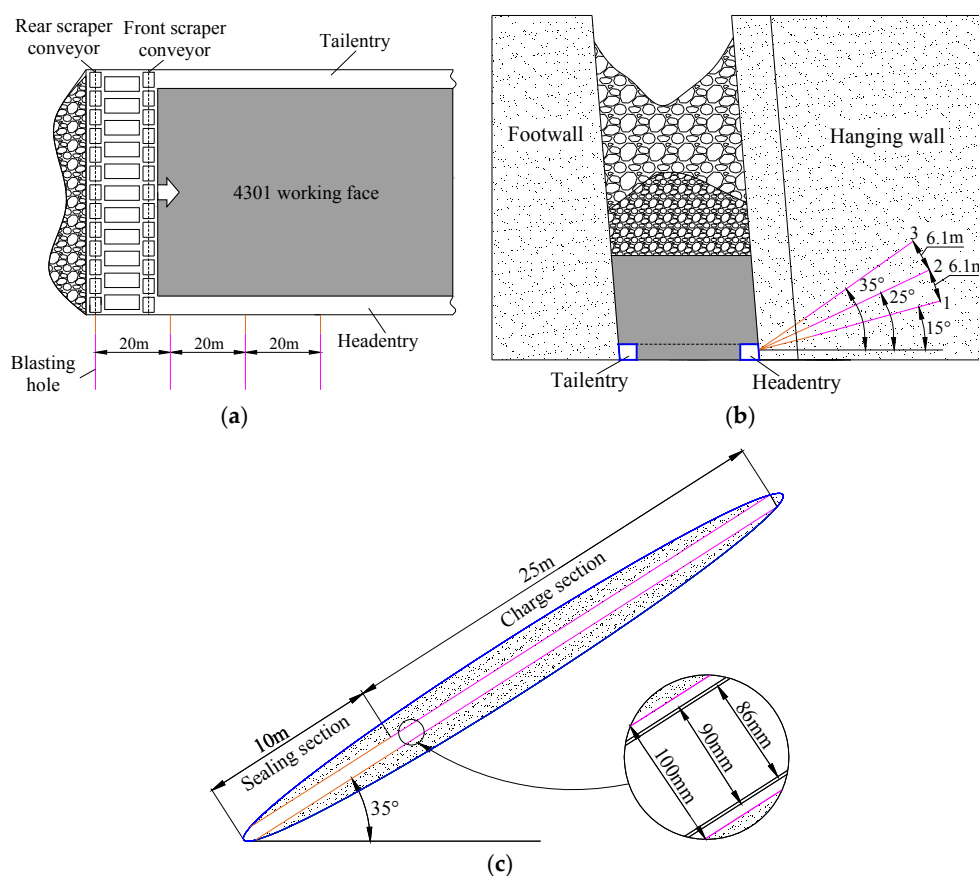 Rear scraper
conveyor
Front scraper
conveyor
Tailentry
4301 working face
20m
20m
20m
Headentry
Blasting
hole
(a)
Footwall
Hanging wall
3
6.1m
2
6.1m
1
35°
25°
15°
Tailentry
Headentry
(b)
25m
Charge section
10m
Sealing section
35°
86mm
90mm
100mm
(c)